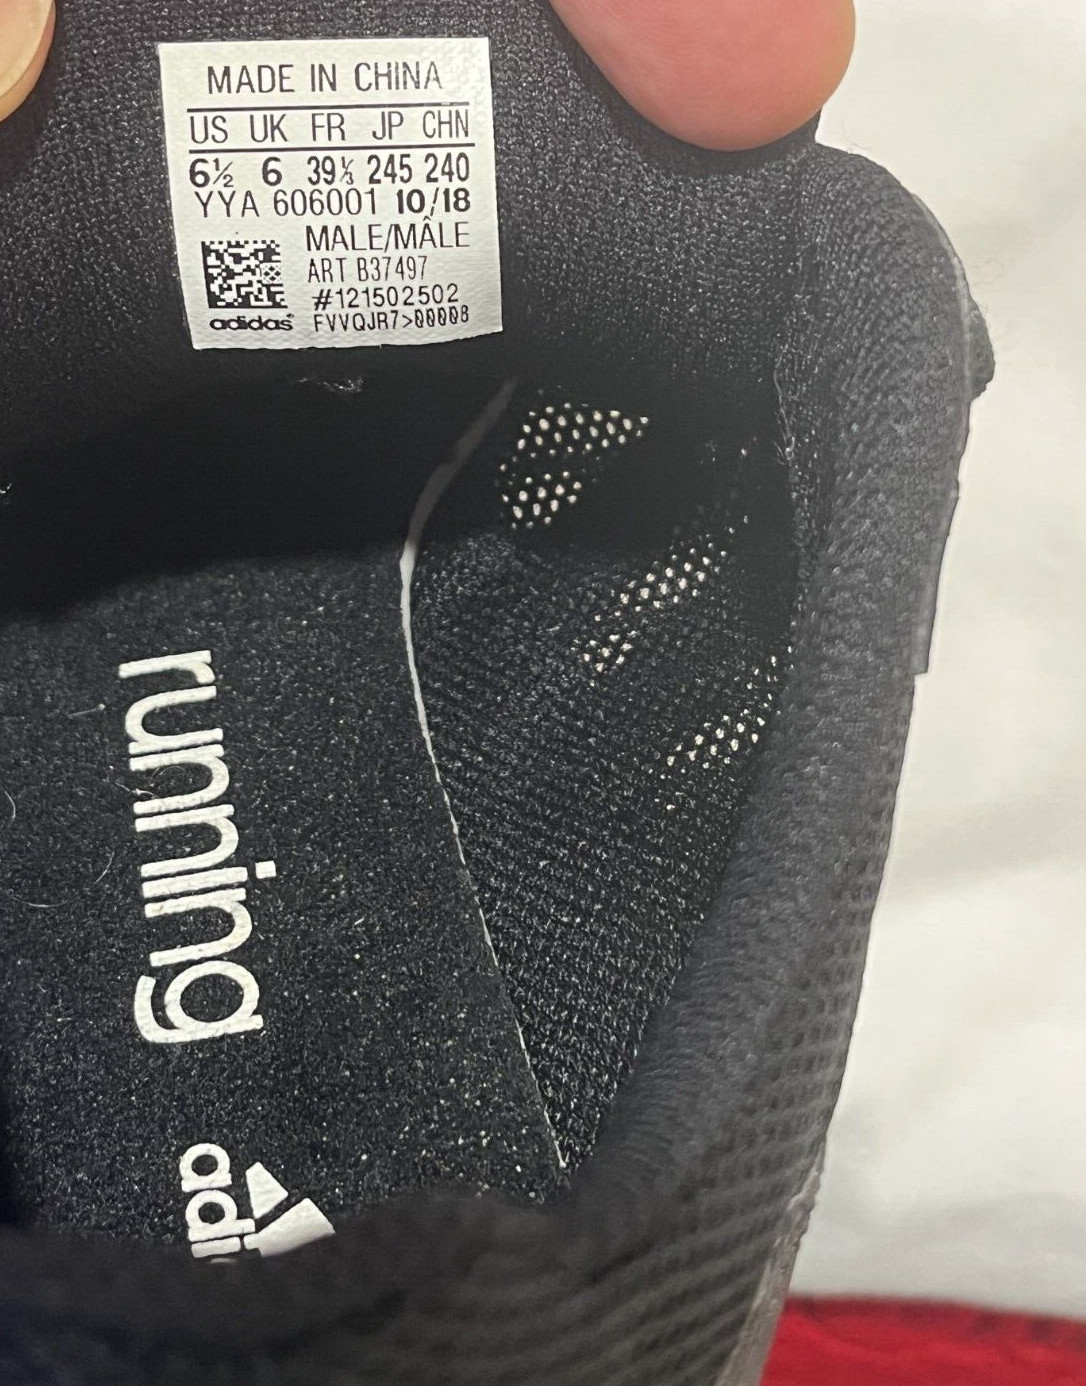 MADE IN CHINA
US UK FR JP CHN
6½ 6 39⅓ 245 240
YYA 606001 10/18
MALE/MÂLE
ART B37497
#121502502
adidas FVVQJR7>00008
running
adi